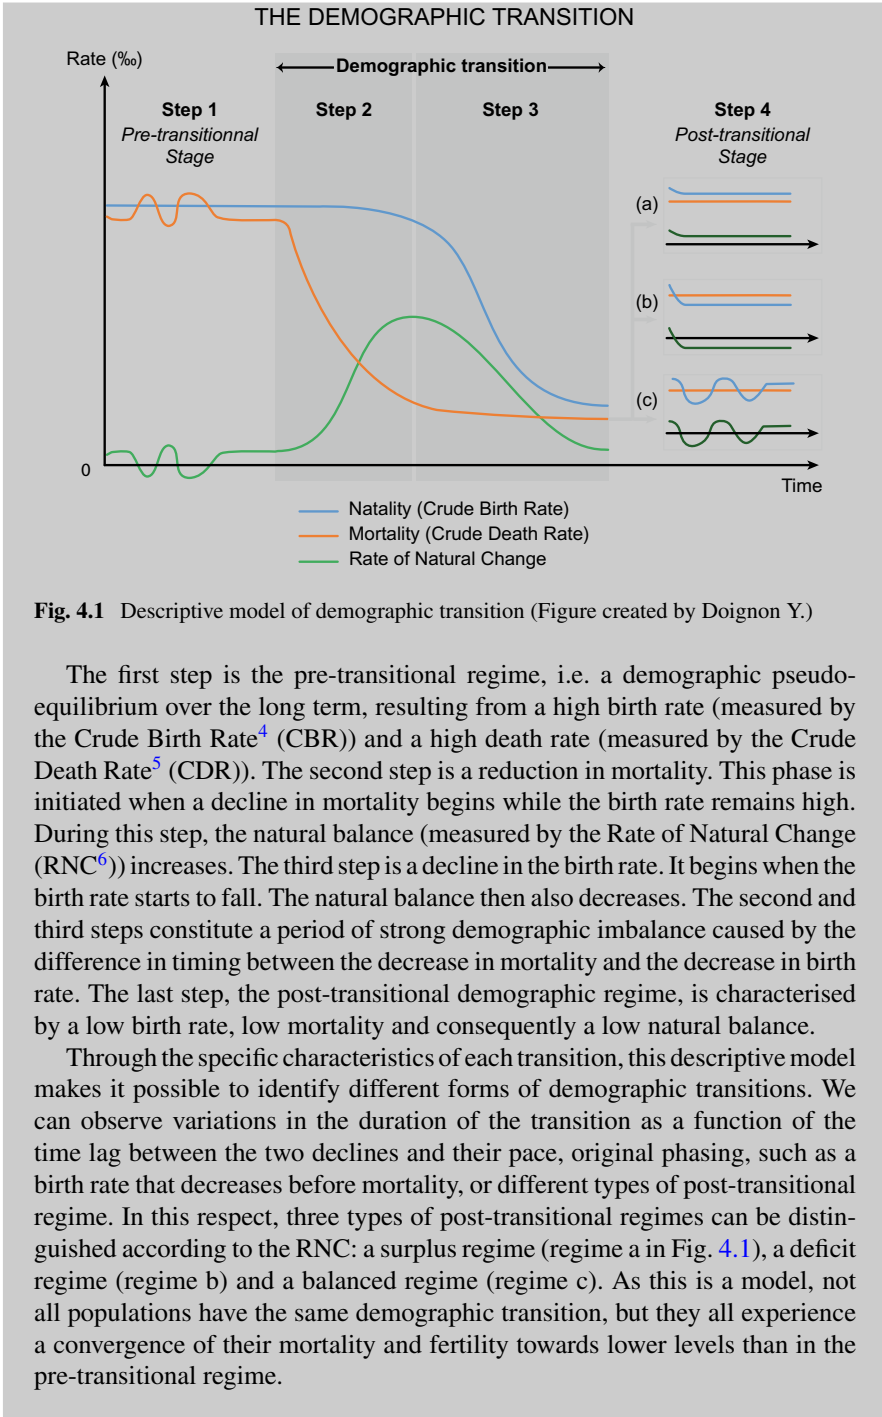 THE DEMOGRAPHIC TRANSITION
Rate (‰)
Demographic transition
Step 1
Pre-transitionnal
Stage
Step 2
Step 3
Step 4
Post-transitional
Stage
(a)
(b)
(c)
0
Time
Natality (Crude Birth Rate)
Mortality (Crude Death Rate)
Rate of Natural Change
Fig. 4.1 Descriptive model of demographic transition (Figure created by Doignon Y.)
The first step is the pre-transitional regime, i.e. a demographic pseudo-
equilibrium over the long term, resulting from a high birth rate (measured by
the Crude Birth Rate4 (CBR)) and a high death rate (measured by the Crude
Death Rate5 (CDR)). The second step is a reduction in mortality. This phase is
initiated when a decline in mortality begins while the birth rate remains high.
During this step, the natural balance (measured by the Rate of Natural Change
(RNC6)) increases. The third step is a decline in the birth rate. It begins when the
birth rate starts to fall. The natural balance then also decreases. The second and
third steps constitute a period of strong demographic imbalance caused by the
difference in timing between the decrease in mortality and the decrease in birth
rate. The last step, the post-transitional demographic regime, is characterised
by a low birth rate, low mortality and consequently a low natural balance.
Through the specific characteristics of each transition, this descriptive model
makes it possible to identify different forms of demographic transitions. We
can observe variations in the duration of the transition as a function of the
time lag between the two declines and their pace, original phasing, such as a
birth rate that decreases before mortality, or different types of post-transitional
regime. In this respect, three types of post-transitional regimes can be distin-
guished according to the RNC: a surplus regime (regime a in Fig. 4.1), a deficit
regime (regime b) and a balanced regime (regime c). As this is a model, not
all populations have the same demographic transition, but they all experience
a convergence of their mortality and fertility towards lower levels than in the
pre-transitional regime.